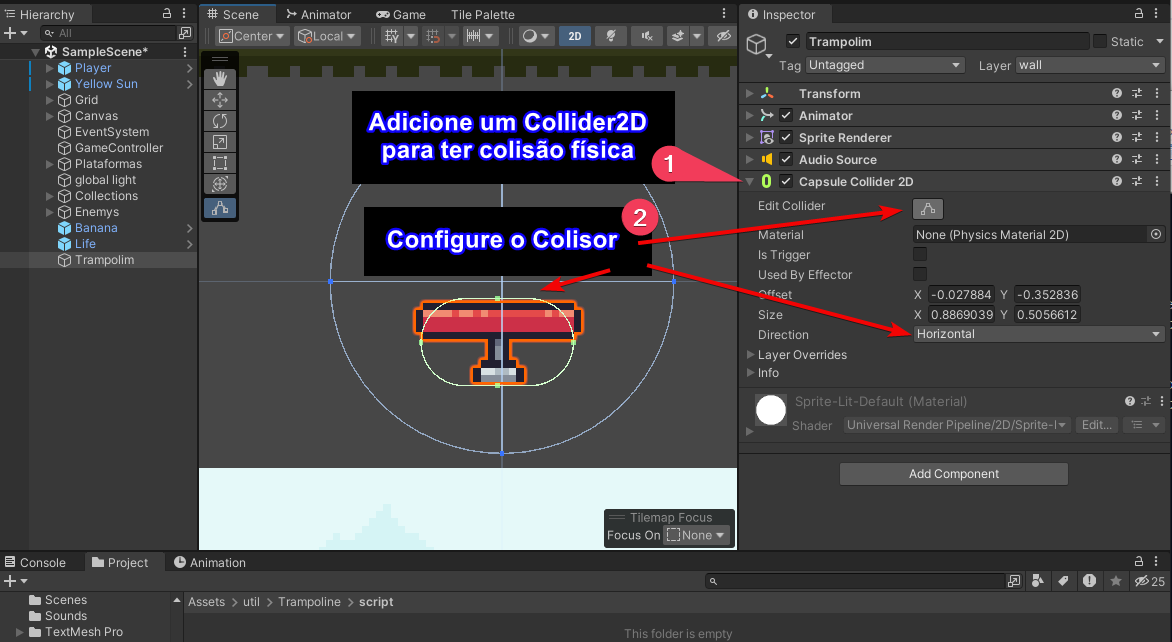 Hierarchy
All
SampleScene*
Player
Yellow Sun
Grid
Canvas
EventSystem
GameController
Plataformas
global light
Collections
Enemys
Banana
Life
Trampolim
Scene
Animator
Game
Tile Palette
Center
Local
2D
Adicione um Collider2D
para ter colisão física
1
2
Configure o Colisor
Tilemap Focus
Focus On
None
Inspector
Trampolim
Static
Tag
Untagged
Layer
wall
Transform
Animator
Sprite Renderer
Audio Source
Capsule Collider 2D
Edit Collider
Material
None (Physics Material 2D)
Is Trigger
Used By Effector
Offset
X -0.027884 Y -0.352836
Size
X 0.8869039 Y 0.5056612
Direction
Horizontal
Layer Overrides
Info
Sprite-Lit-Default (Material)
Shader
Universal Render Pipeline/2D/Sprite-l
Edit...
Add Component
Console
Project
Animation
25
Scenes
Sounds
TextMesh Pro
Assets > util > Trampoline > script
This folder is empty